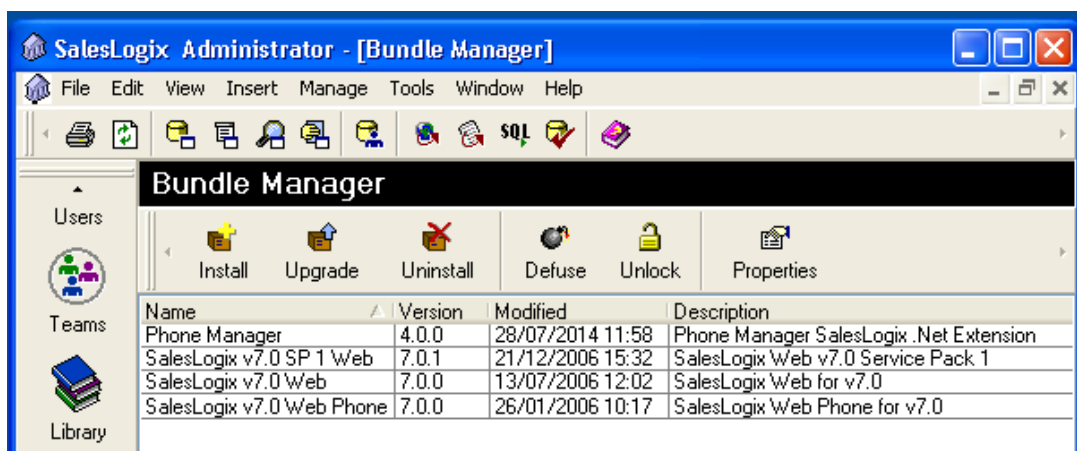 SalesLogix Administrator - [Bundle Manager]
File Edit View Insert Manage Tools Window Help
SQL
Bundle Manager
Users
Install Upgrade Uninstall Defuse Unlock Properties
Teams
Name Version Modified Description
Phone Manager 4.0.0 28/07/2014 11:58 Phone Manager SalesLogix .Net Extension
SalesLogix v7.0 SP 1 Web 7.0.1 21/12/2006 15:32 SalesLogix Web v7.0 Service Pack 1
SalesLogix v7.0 Web 7.0.0 13/07/2006 12:02 SalesLogix Web for v7.0
SalesLogix v7.0 Web Phone 7.0.0 26/01/2006 10:17 SalesLogix Web Phone for v7.0
Library